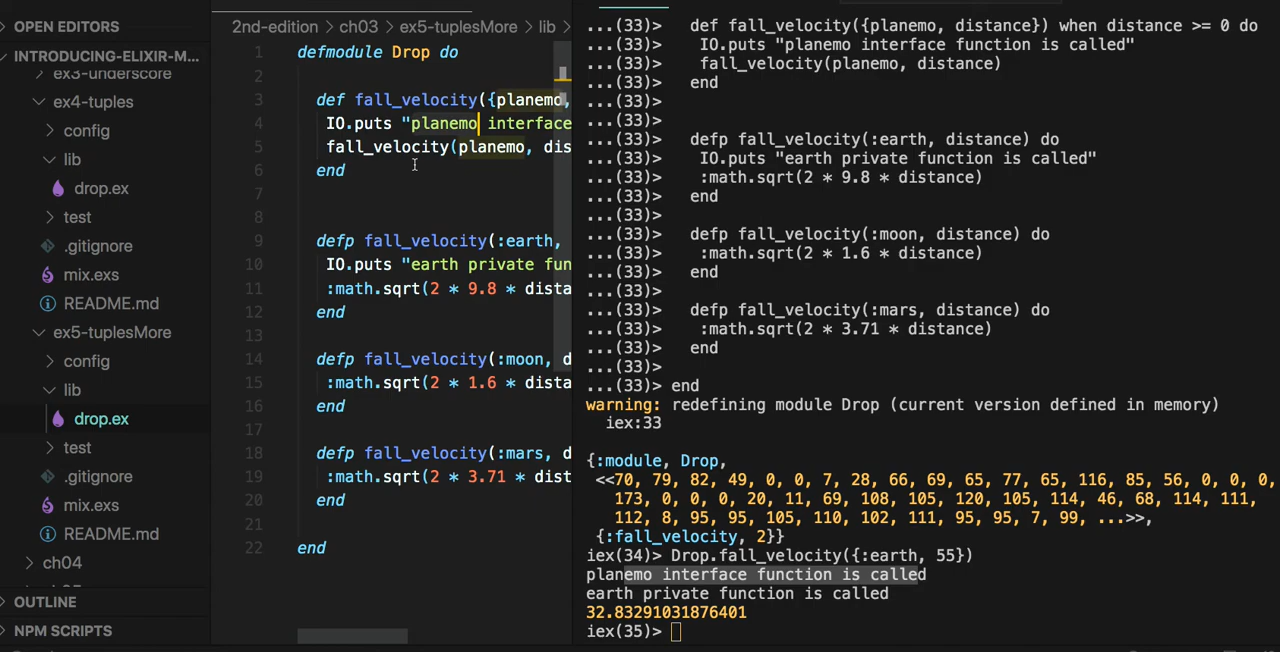 OPEN EDITORS
INTRODUCING-ELIXIR-M...
ex3-underscore
ex4-tuples
config
lib
drop.ex
test
.gitignore
mix.exs
README.md
ex5-tuplesMore
config
lib
drop.ex
test
.gitignore
mix.exs
README.md
ch04
OUTLINE
NPM SCRIPTS
2nd-edition > ch03 > ex5-tuplesMore > lib
1 defmodule Drop do
2
3 def fall_velocity({planemo,
4 IO.puts "planemo interface
5 fall_velocity(planemo, dis
6 end
7
8
9 defp fall_velocity(:earth,
10 IO.puts "earth private fun
11 :math.sqrt(2 * 9.8 * dista
12 end
13
14 defp fall_velocity(:moon, d
15 :math.sqrt(2 * 1.6 * dista
16 end
17
18 defp fall_velocity(:mars, d
19 :math.sqrt(2 * 3.71 * dist
20 end
21
22 end
...(33)> def fall_velocity({planemo, distance}) when distance >= 0 do
...(33)> IO.puts "planemo interface function is called"
...(33)> fall_velocity(planemo, distance)
...(33)> end
...(33)>
...(33)>
...(33)> defp fall_velocity(:earth, distance) do
...(33)> IO.puts "earth private function is called"
...(33)> :math.sqrt(2 * 9.8 * distance)
...(33)> end
...(33)>
...(33)> defp fall_velocity(:moon, distance) do
...(33)> :math.sqrt(2 * 1.6 * distance)
...(33)> end
...(33)>
...(33)> defp fall_velocity(:mars, distance) do
...(33)> :math.sqrt(2 * 3.71 * distance)
...(33)> end
...(33)>
...(33)> end
warning: redefining module Drop (current version defined in memory)
iex:33
{:module, Drop,
<<70, 79, 82, 49, 0, 0, 7, 28, 66, 69, 65, 77, 65, 116, 85, 56, 0, 0, 0,
173, 0, 0, 0, 20, 11, 69, 108, 105, 120, 105, 114, 46, 68, 114, 111,
112, 8, 95, 95, 105, 110, 102, 111, 95, 95, 7, 99, ...>>,
{:fall_velocity, 2}}
iex(34)> Drop.fall_velocity({:earth, 55})
planemo interface function is called
earth private function is called
32.83291031876401
iex(35)>